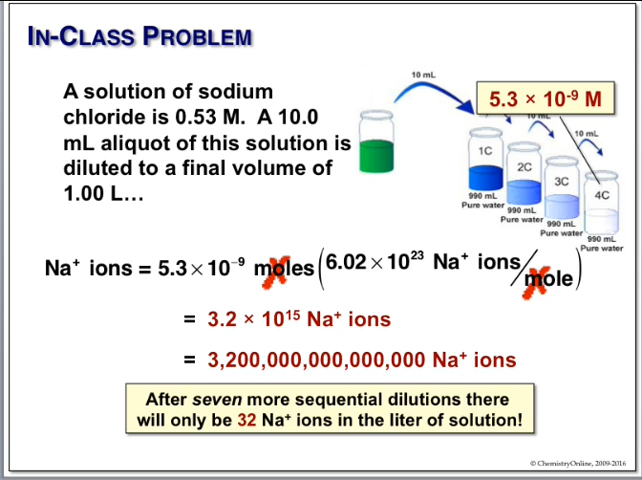 IN-CLASS PROBLEM
A solution of sodium
chloride is 0.53 M. A 10.0
mL aliquot of this solution is
diluted to a final volume of
1.00 L…
10 mL
5.3 × 10⁻⁹ M
10 mL
10 mL
1C
2C
3C
4C
990 mL
Pure water
990 mL
Pure water
990 mL
Pure water
990 mL
Pure water
Na⁺ ions = 5.3 × 10⁻⁹ moles (6.02 × 10²³ Na⁺ ions/mole)
= 3.2 × 10¹⁵ Na⁺ ions
= 3,200,000,000,000,000 Na⁺ ions
After seven more sequential dilutions there
will only be 32 Na⁺ ions in the liter of solution!
© ChemistryOnline, 2009-2016